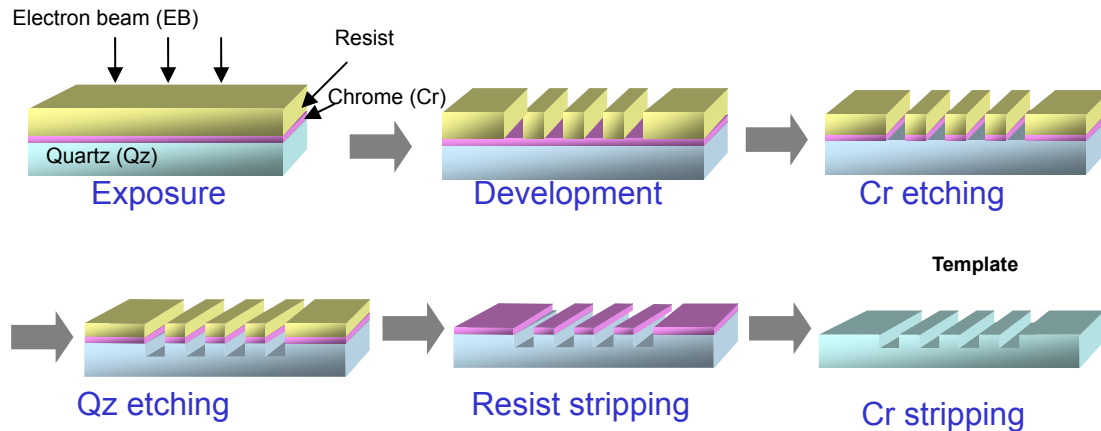 Electron beam (EB)
Resist
Chrome (Cr)
Quartz (Qz)
Exposure
Development
Cr etching
Template
Qz etching
Resist stripping
Cr stripping